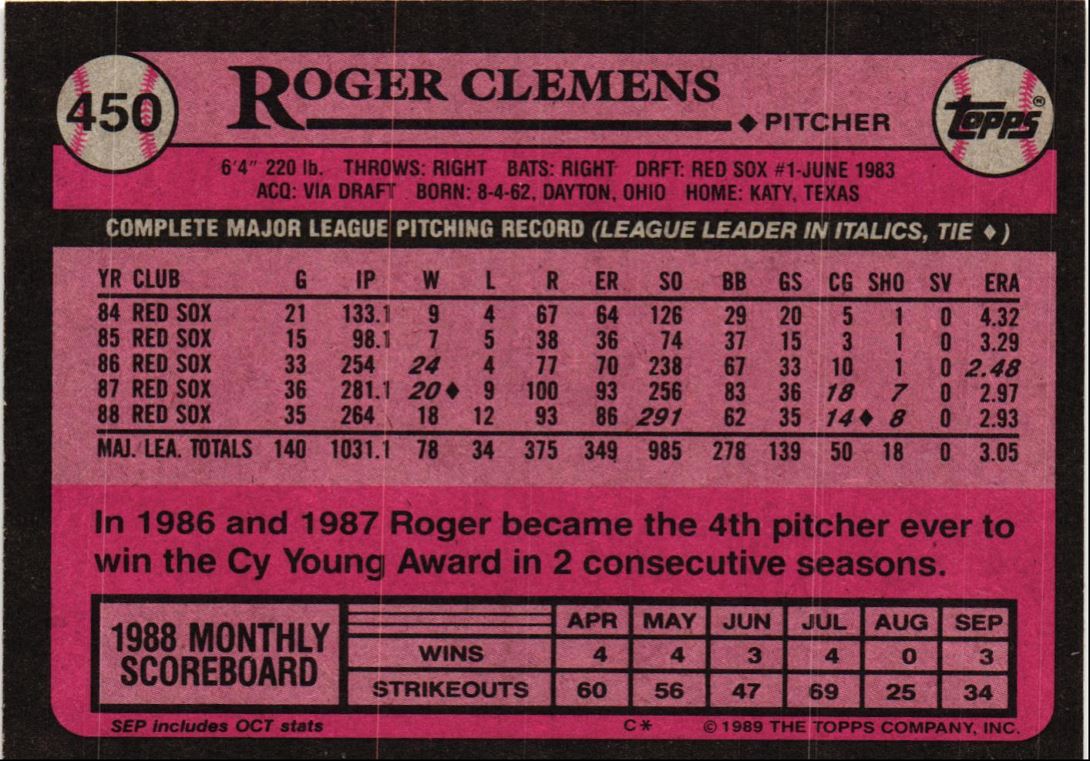 450 ROGER CLEMENS Topps®
◆ PITCHER
6'4" 220 lb. THROWS: RIGHT BATS: RIGHT DRFT: RED SOX #1-JUNE 1983
ACQ: VIA DRAFT BORN: 8-4-62, DAYTON, OHIO HOME: KATY, TEXAS
COMPLETE MAJOR LEAGUE PITCHING RECORD (LEAGUE LEADER IN ITALICS, TIE ♦)
YR CLUB G IP W L R ER SO BB GS CG SHO SV ERA
84 RED SOX 21 133.1 9 4 67 64 126 29 20 5 1 0 4.32
85 RED SOX 15 98.1 7 5 38 36 74 37 15 3 1 0 3.29
86 RED SOX 33 254 24 4 77 70 238 67 33 10 1 0 2.48
87 RED SOX 36 281.1 20♦ 9 100 93 256 83 36 18 7 0 2.97
88 RED SOX 35 264 18 12 93 86 291 62 35 14♦ 8 0 2.93
MAJ. LEA. TOTALS 140 1031.1 78 34 375 349 985 278 139 50 18 0 3.05
In 1986 and 1987 Roger became the 4th pitcher ever to
win the Cy Young Award in 2 consecutive seasons.
1988 MONTHLY
SCOREBOARD
APR MAY JUN JUL AUG SEP
WINS 4 4 3 4 0 3
STRIKEOUTS 60 56 47 69 25 34
SEP includes OCT stats C* ©1989 THE TOPPS COMPANY, INC.